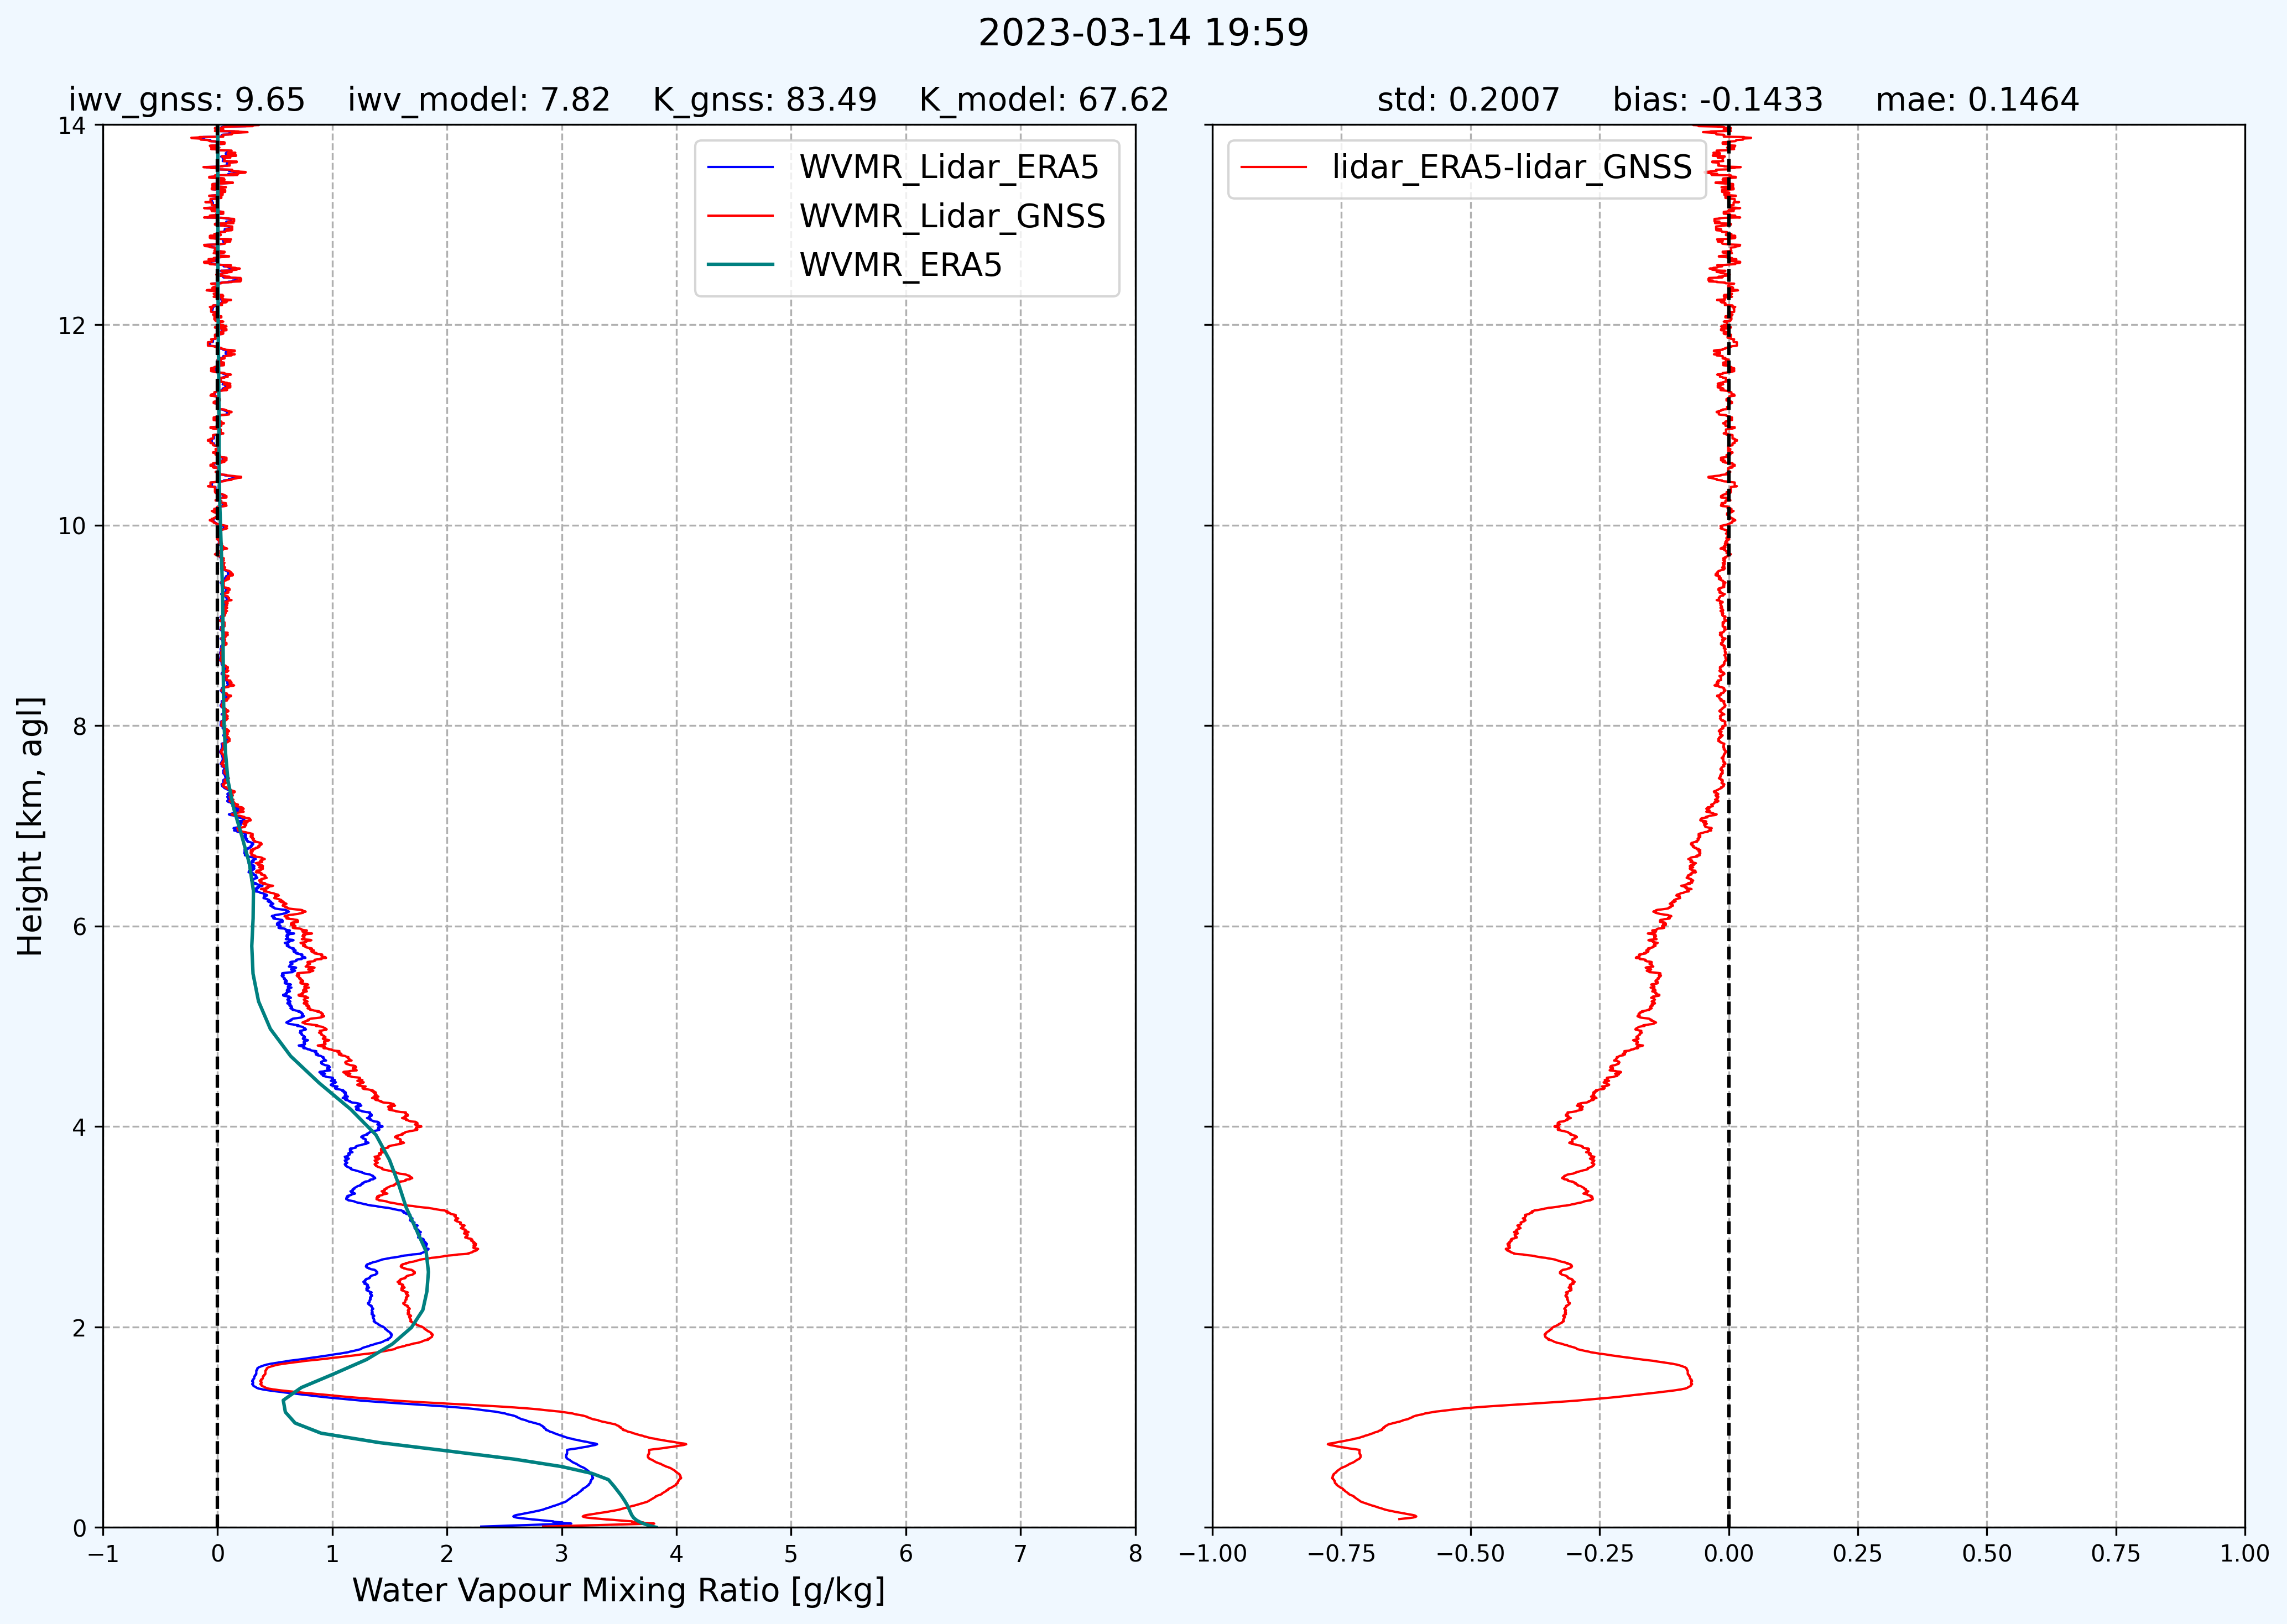 2023-03-14 19:59
iwv_gnss: 9.65 iwv_model: 7.82 K_gnss: 83.49 K_model: 67.62
std: 0.2007 bias: -0.1433 mae: 0.1464
WVMR_Lidar_ERA5
WVMR_Lidar_GNSS
WVMR_ERA5
lidar_ERA5-lidar_GNSS
Height [km, agl]
14
12
10
8
6
4
2
0
−1 0 1 2 3 4 5 6 7 8
Water Vapour Mixing Ratio [g/kg]
−1.00 −0.75 −0.50 −0.25 0.00 0.25 0.50 0.75 1.00